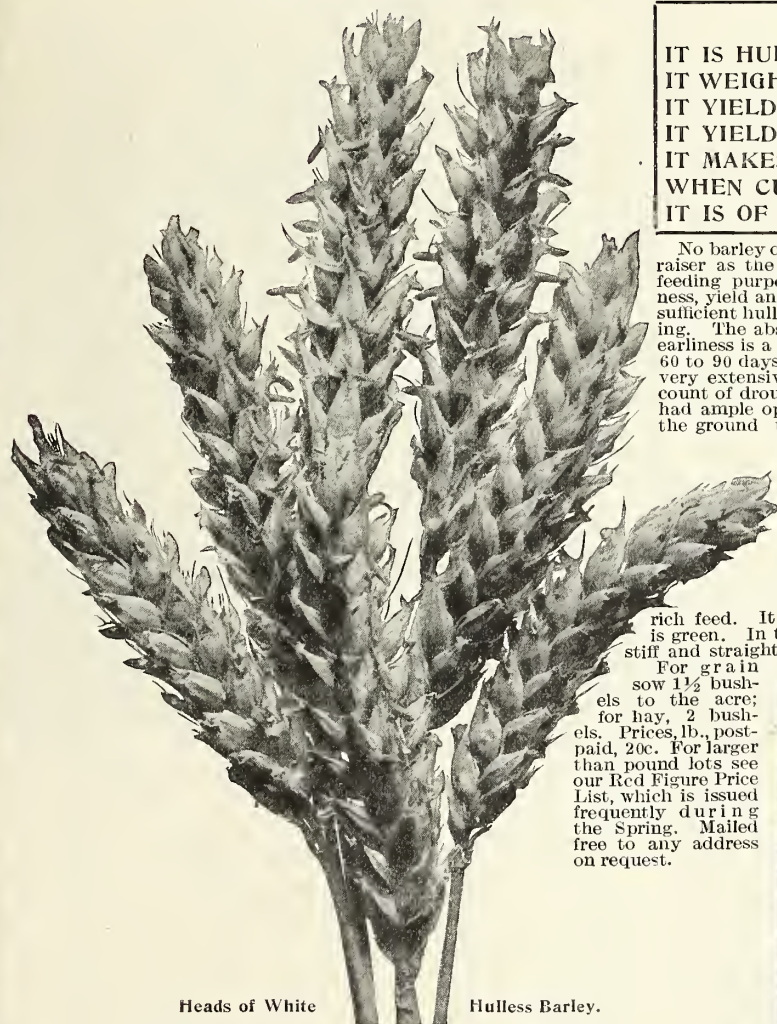 IT IS HUL
IT WEIGH
IT YIELD
IT YIELD
IT MAKES
WHEN CU
IT IS OF
No barley c
raiser as the
feeding purpo
ness, yield an
sufficient hull
ing. The abs
earliness is a
60 to 90 days
very extensiv
count of drou
had ample op
the ground
rich feed. It
is green. In t
stiff and straight
For grain
sow 1½ bush-
els to the acre;
for hay, 2 bush-
els. Prices, lb., post-
paid, 20c. For larger
than pound lots see
our Red Figure Price
List, which is issued
frequently during
the Spring. Mailed
free to any address
on request.
Heads of White Hulless Barley.